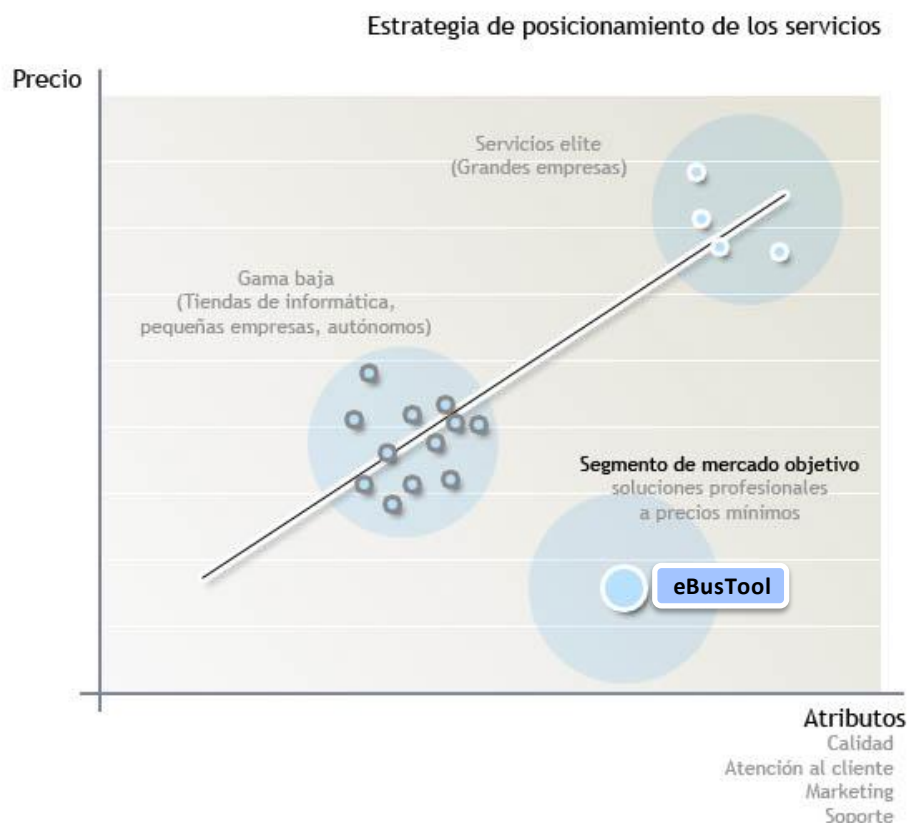 Estrategia de posicionamiento de los servicios
Precio
Servicios elite
(Grandes empresas)
Gama baja
(Tiendas de informática,
pequeñas empresas, autónomos)
Segmento de mercado objetivo
soluciones profesionales
a precios mínimos
eBusTool
Atributos
Calidad
Atención al cliente
Marketing
Soporte